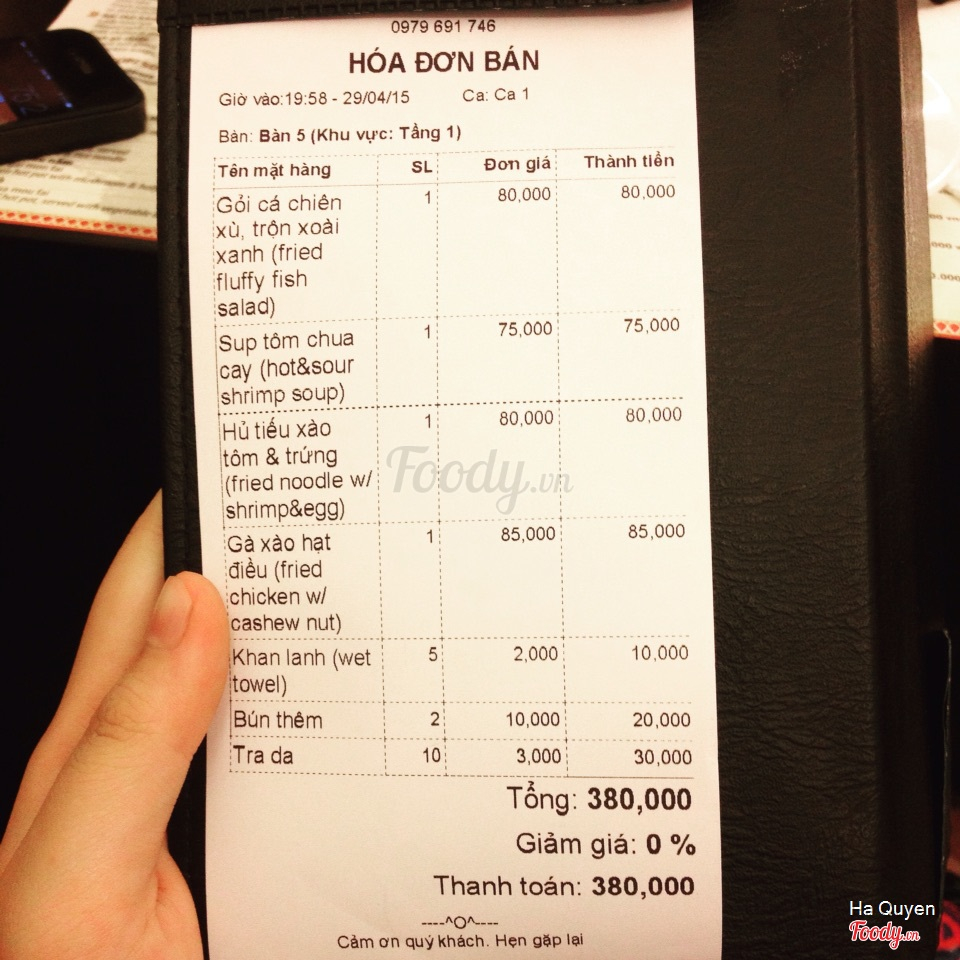 0979 691 746
HÓA ĐƠN BÁN
Giờ vào:19:58 - 29/04/15 Ca: Ca 1
Bàn: Bàn 5 (Khu vực: Tầng 1)
Tên mặt hàng SL Đơn giá Thành tiền
Gỏi cá chiên 1 80,000 80,000
xù, trộn xoài
xanh (fried
fluffy fish
salad)
Sup tôm chua 1 75,000 75,000
cay (hot&sour
shrimp soup)
Hủ tiếu xào 1 80,000 80,000
tôm & trứng
(fried noodle w/
shrimp&egg)
Gà xào hạt 1 85,000 85,000
điều (fried
chicken w/
cashew nut)
Khan lanh (wet 5 2,000 10,000
towel)
Bún thêm 2 10,000 20,000
Tra da 10 3,000 30,000
Tổng: 380,000
Giảm giá: 0 %
Thanh toán: 380,000
----^O^----
Cảm ơn quý khách. Hẹn gặp lại
Foody.vn
Ha Quyen
Foody.vn